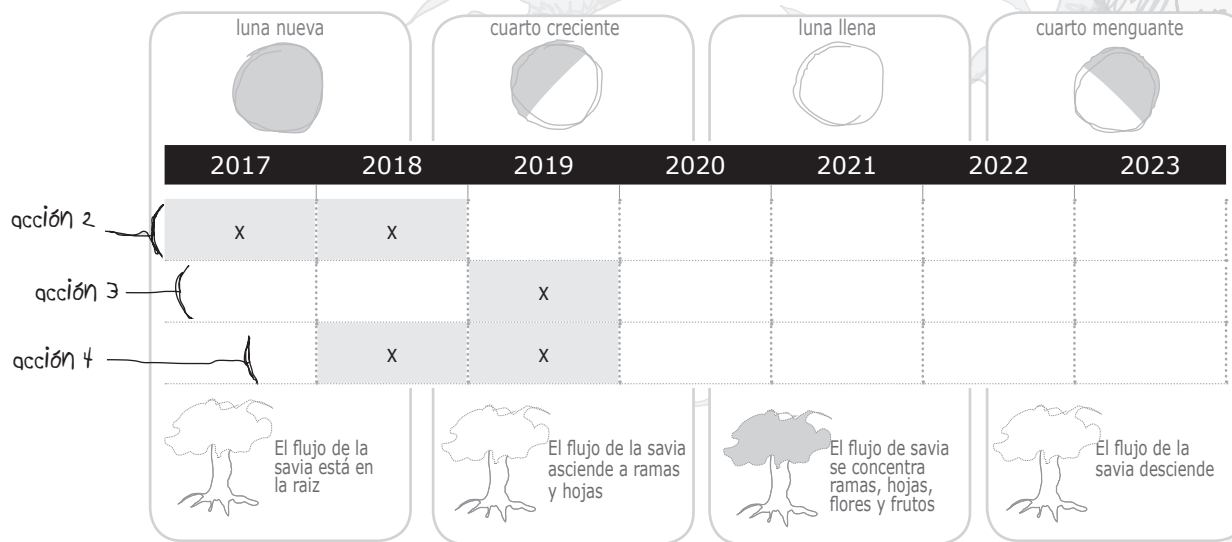 luna nueva
cuarto creciente
luna llena
cuarto menguante
2017 2018 2019 2020 2021 2022 2023
acción 2 x x
acción 3 x
acción 4 x x
El flujo de la
savia está en
la raiz
El flujo de la savia
asciende a ramas
y hojas
El flujo de savia
se concentra
ramas, hojas,
flores y frutos
El flujo de la
savia desciende